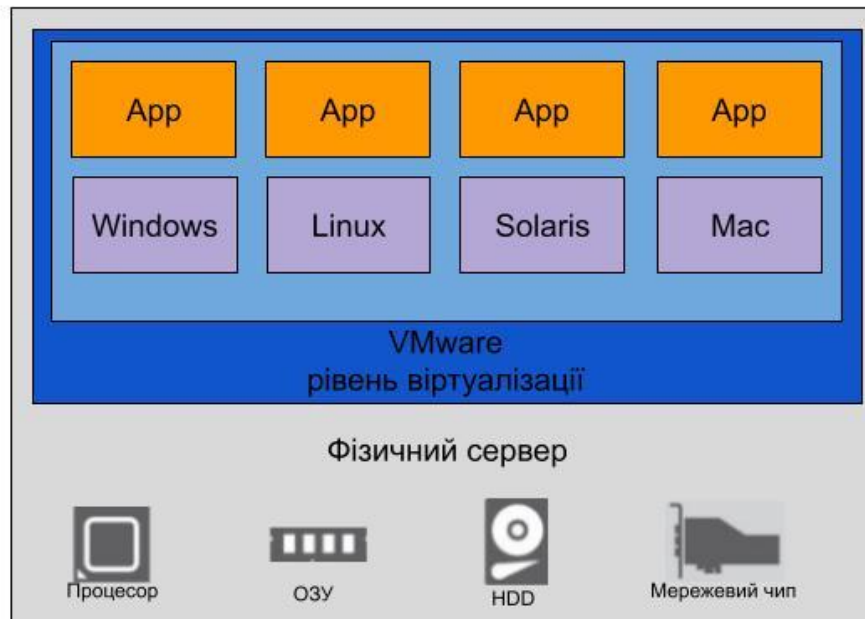 App App App App
Windows Linux Solaris Mac
VMware
рівень віртуалізації
Фізичний сервер
Процесор ОЗУ HDD Мережевий чип